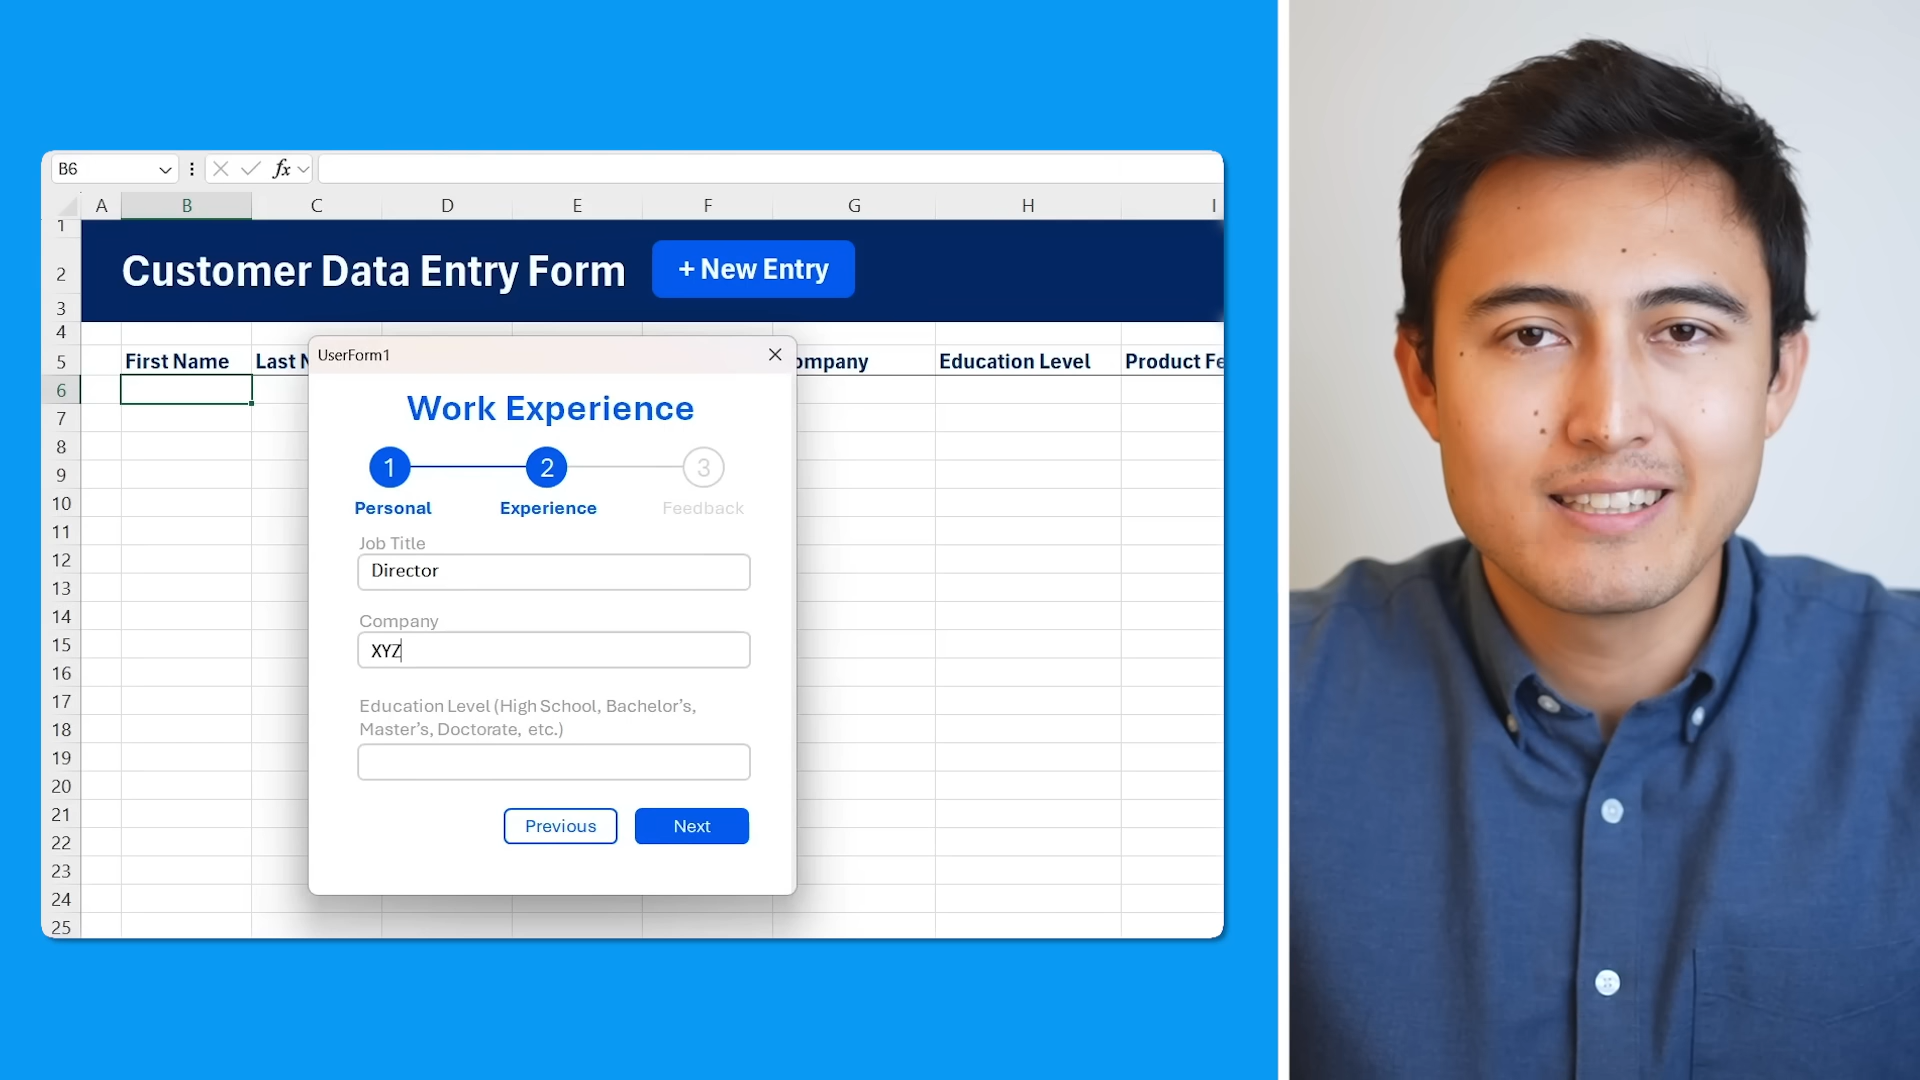 B6
fx
A B C D E F G H I
1
2
3
4
5
6
7
8
9
10
11
12
13
14
15
16
17
18
19
20
21
22
23
24
25
Customer Data Entry Form
+ New Entry
First Name Last N ompany Education Level Product Fe
UserForm1
Work Experience
1 2 3
Personal Experience Feedback
Job Title
Director
Company
XYZ
Education Level (High School, Bachelor’s,
Master’s, Doctorate, etc.)
Previous Next